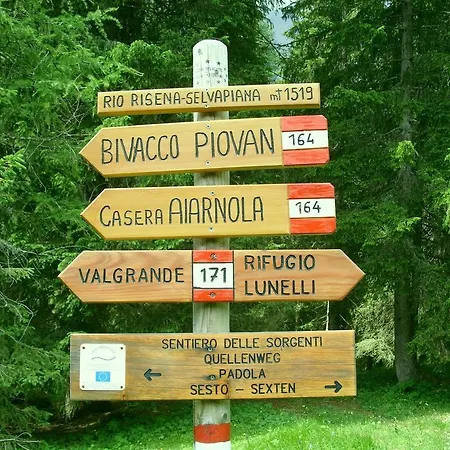 RIO RISENA-SELVAPIANA mt 1519
BIVACCO PIOVAN 164
CASERA AIARNOLA 164
VALGRANDE 171 RIFUGIO
LUNELLI
SENTIERO DELLE SORGENTI
QUELLENWEG
← PADOLA
SESTO - SEXTEN →